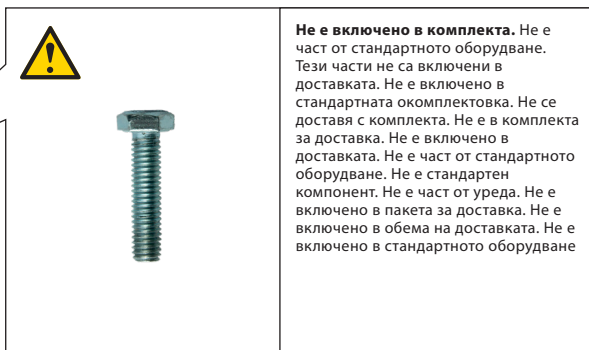 Не е включено в комплекта. Не е
част от стандартното оборудване.
Тези части не са включени в
доставката. Не е включено в
стандартната окомплектовка. Не се
доставя с комплекта. Не е в комплекта
за доставка. Не е включено в
доставката. Не е част от стандартното
оборудване. Не е стандартен
компонент. Не е част от уреда. Не е
включено в пакета за доставка. Не е
включено в обема на доставката. Не е
включено в стандартното оборудване